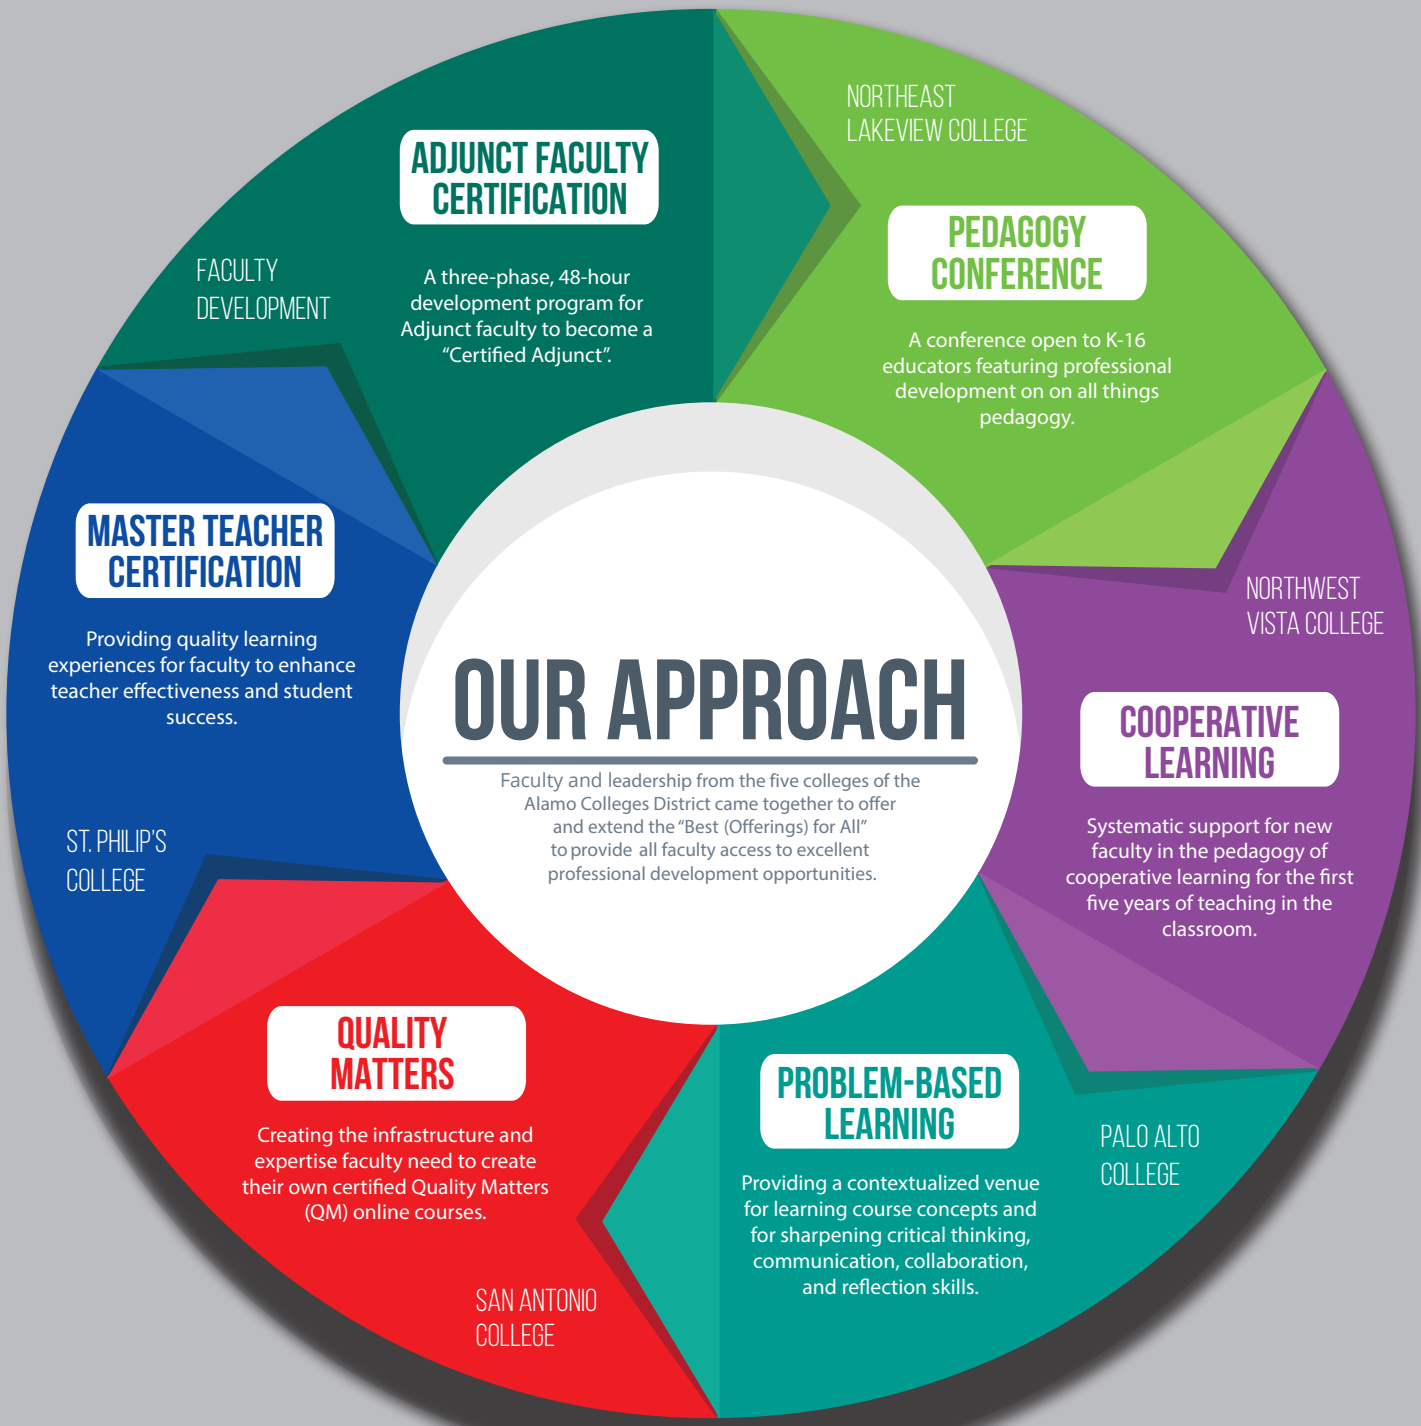 ADJUNCT FACULTY
CERTIFICATION
FACULTY
DEVELOPMENT
A three-phase, 48-hour
development program for
Adjunct faculty to become a
“Certified Adjunct”.
NORTHEAST
LAKEVIEW COLLEGE
PEDAGOGY
CONFERENCE
A conference open to K-16
educators featuring professional
development on on all things
pedagogy.
NORTHWEST
VISTA COLLEGE
COOPERATIVE
LEARNING
Systematic support for new
faculty in the pedagogy of
cooperative learning for the first
five years of teaching in the
classroom.
PALO ALTO
COLLEGE
PROBLEM-BASED
LEARNING
Providing a contextualized venue
for learning course concepts and
for sharpening critical thinking,
communication, collaboration,
and reflection skills.
QUALITY
MATTERS
Creating the infrastructure and
expertise faculty need to create
their own certified Quality Matters
(QM) online courses.
SAN ANTONIO
COLLEGE
MASTER TEACHER
CERTIFICATION
Providing quality learning
experiences for faculty to enhance
teacher effectiveness and student
success.
ST. PHILIP'S
COLLEGE
OUR APPROACH
Faculty and leadership from the five colleges of the
Alamo Colleges District came together to offer
and extend the “Best (Offerings) for All”
to provide all faculty access to excellent
professional development opportunities.